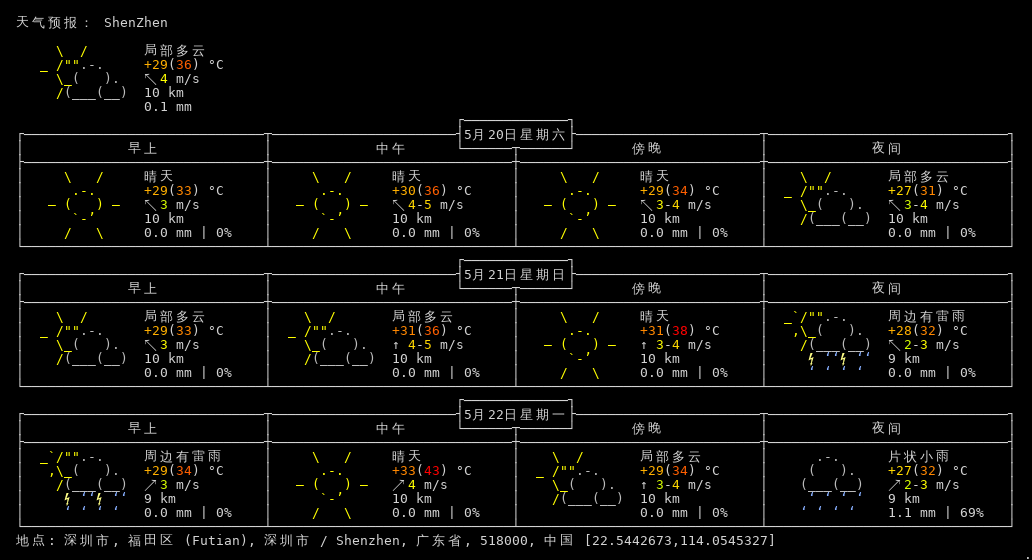 天气预报： ShenZhen
局部多云
+29(36) °C
↖4 m/s
10 km
0.1 mm
5月20日星期六
早上 中午 傍晚 夜间
晴天 晴天 晴天 局部多云
+29(33) °C +30(36) °C +29(34) °C +27(31) °C
↖3 m/s ↖4-5 m/s ↖3-4 m/s ↖3-4 m/s
10 km 10 km 10 km 10 km
0.0 mm | 0% 0.0 mm | 0% 0.0 mm | 0% 0.0 mm | 0%
5月21日星期日
早上 中午 傍晚 夜间
局部多云 局部多云 晴天 周边有雷雨
+29(33) °C +31(36) °C +31(38) °C +28(32) °C
↖3 m/s ↑ 4-5 m/s ↑ 3-4 m/s ↖2-3 m/s
10 km 10 km 10 km 9 km
0.0 mm | 0% 0.0 mm | 0% 0.0 mm | 0% 0.0 mm | 0%
5月22日星期一
早上 中午 傍晚 夜间
周边有雷雨 晴天 局部多云 片状小雨
+29(34) °C +33(43) °C +29(34) °C +27(32) °C
↗3 m/s ↗4 m/s ↑ 3-4 m/s ↗2-3 m/s
9 km 10 km 10 km 9 km
0.0 mm | 0% 0.0 mm | 0% 0.0 mm | 0% 1.1 mm | 69%
地点: 深圳市, 福田区 (Futian), 深圳市 / Shenzhen, 广东省, 518000, 中国 [22.5442673,114.0545327]